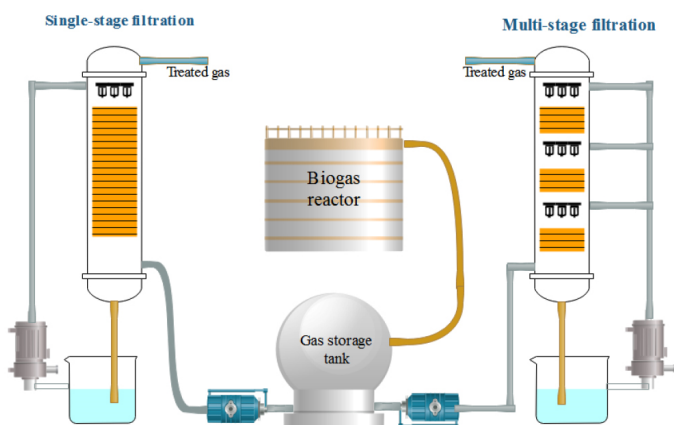 Single-stage filtration
Multi-stage filtration
Treated gas
Treated gas
Biogas
reactor
Gas storage
tank